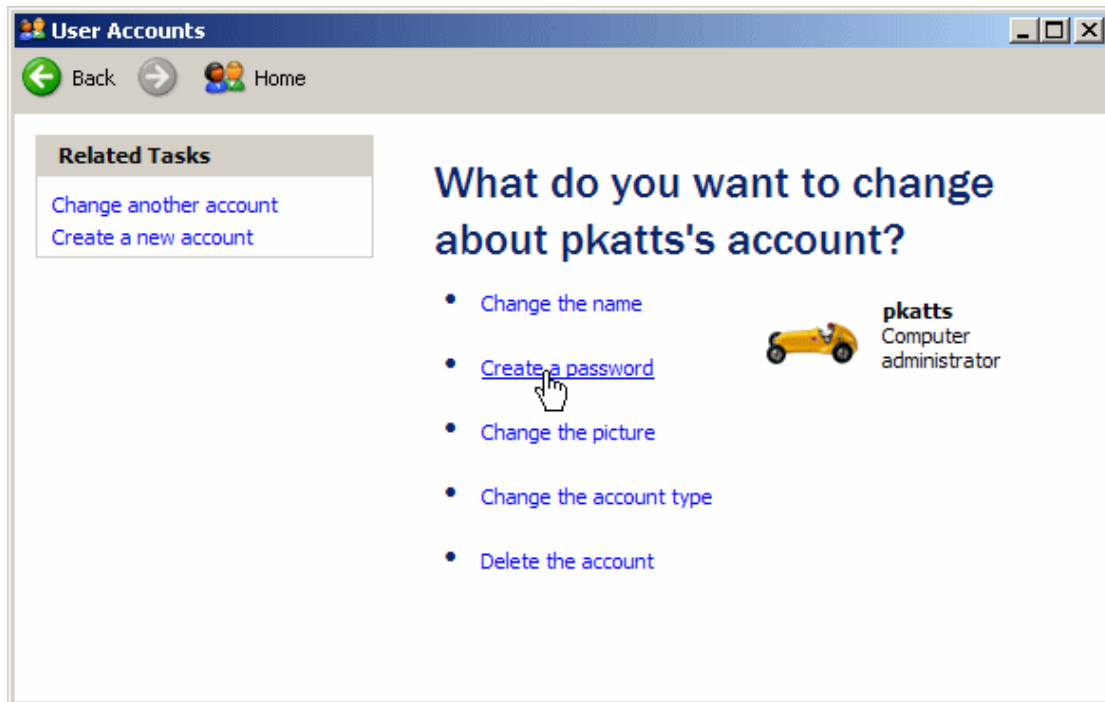 User Accounts
Back Home
Related Tasks
Change another account
Create a new account
What do you want to change
about pkatts's account?
Change the name
Create a password
Change the picture
Change the account type
Delete the account
pkatts
Computer
administrator